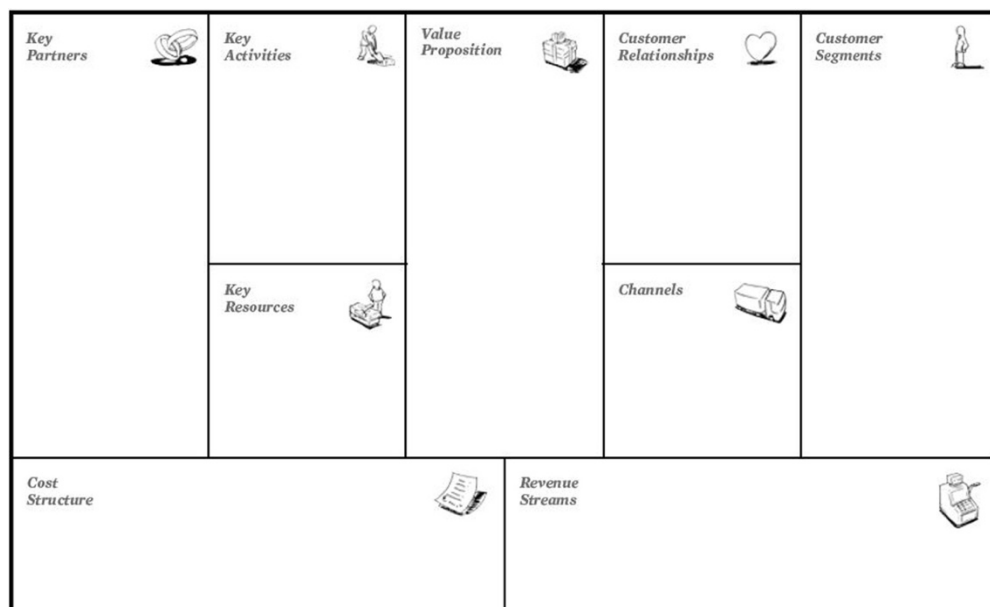 Key
Partners
Key
Activities
Value
Proposition
Customer
Relationships
Customer
Segments
Key
Resources
Channels
Cost
Structure
Revenue
Streams